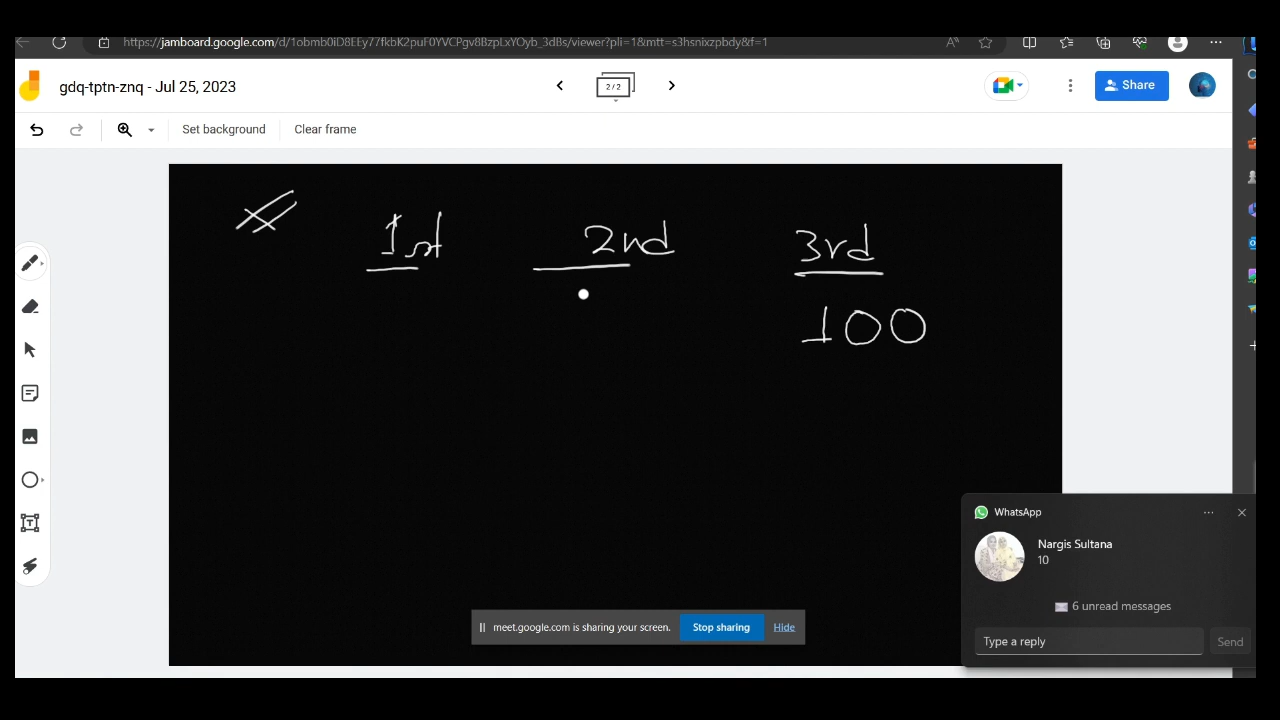 https://jamboard.google.com/d/1obmb0iD8EEy77fkbK2puF0YVCPgv8BzpLxYOyb_3dBs/viewer?pli=1&mtt=s3hsnixzpbdy&f=1
gdq-tptn-znq - Jul 25, 2023
2/2
Share
Set background
Clear frame
1st 2nd 3rd
100
WhatsApp
Nargis Sultana
10
6 unread messages
Type a reply
Send
meet.google.com is sharing your screen.
Stop sharing
Hide